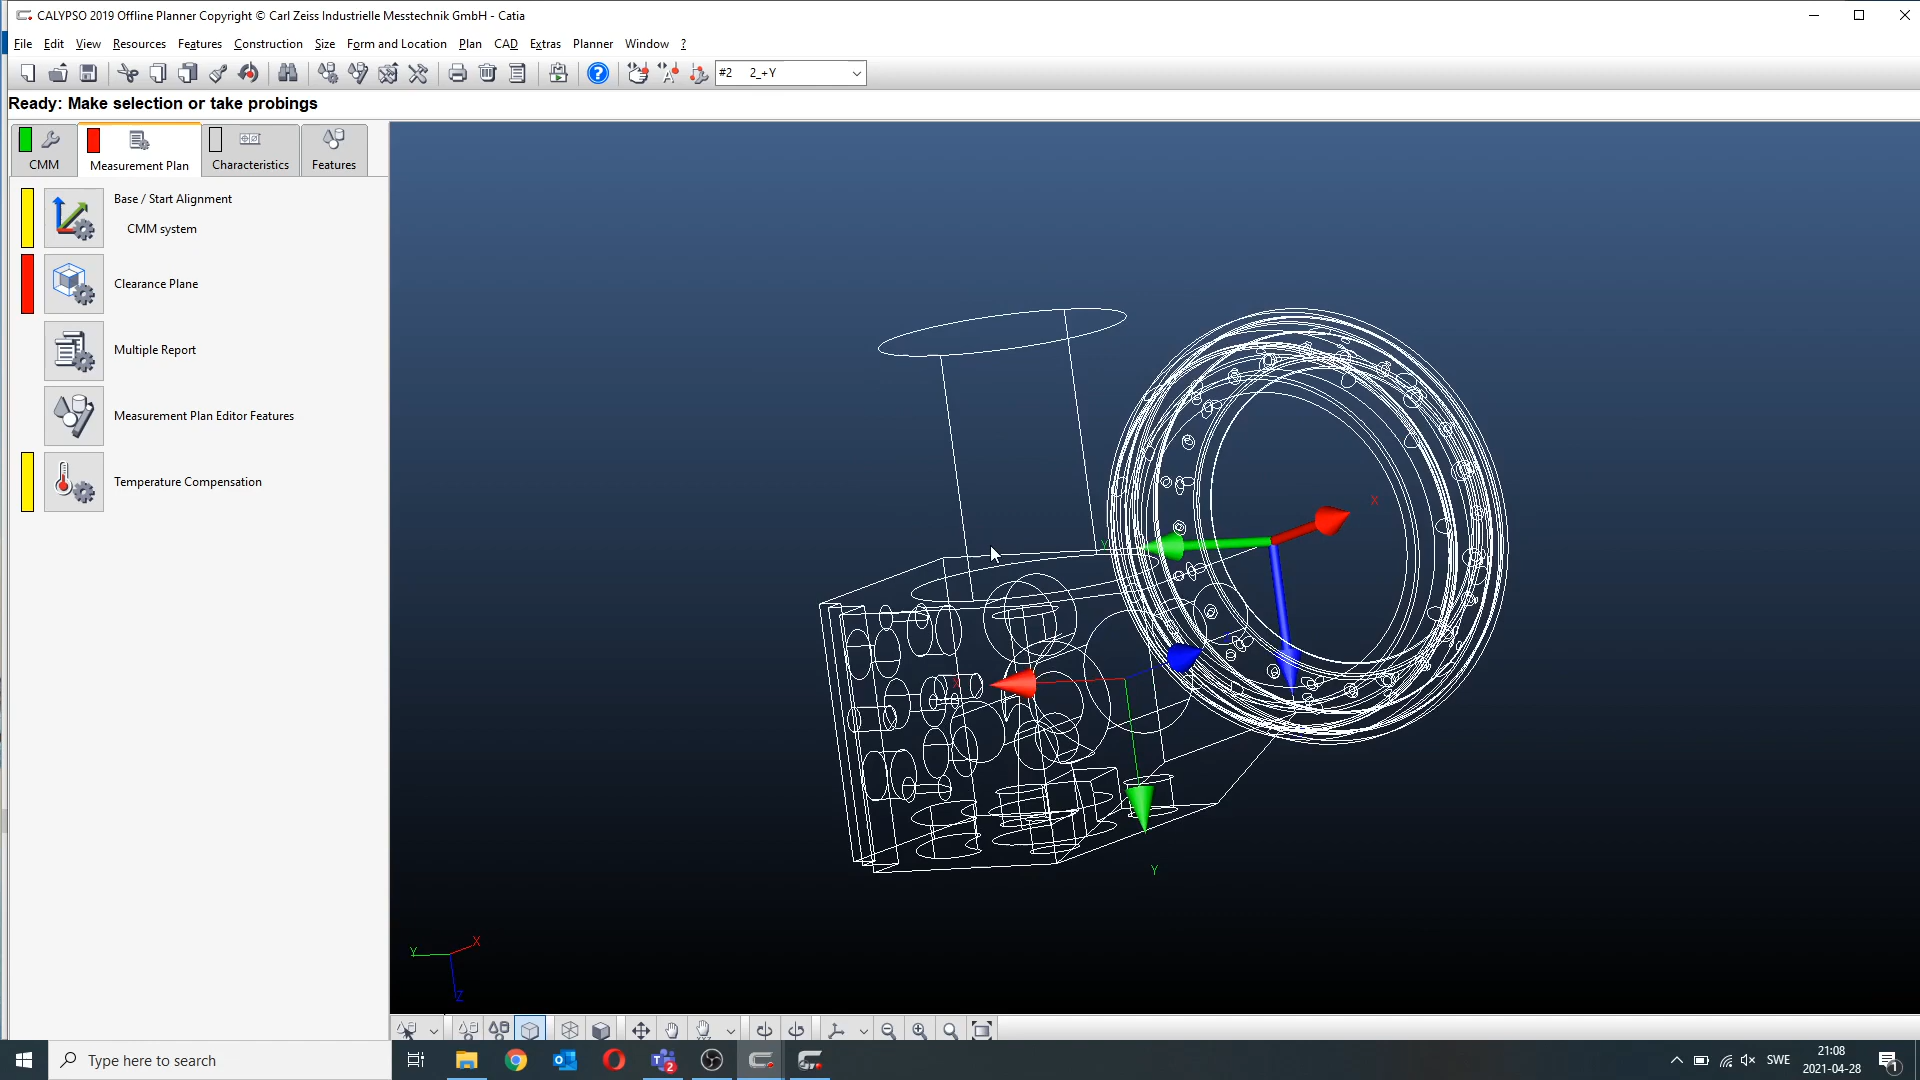 CALYPSO 2019 Offline Planner Copyright © Carl Zeiss Industrielle Messtechnik GmbH - Catia
File Edit View Resources Features Construction Size Form and Location Plan CAD Extras Planner Window ?
#2 2_+Y
Ready: Make selection or take probings
CMM
Measurement Plan
Characteristics
Features
Base / Start Alignment
CMM system
Clearance Plane
Multiple Report
Measurement Plan Editor Features
Temperature Compensation
X
Y
X
Y
Y X
Z
Type here to search
T 2
SWE
21:08
2021-04-28
1